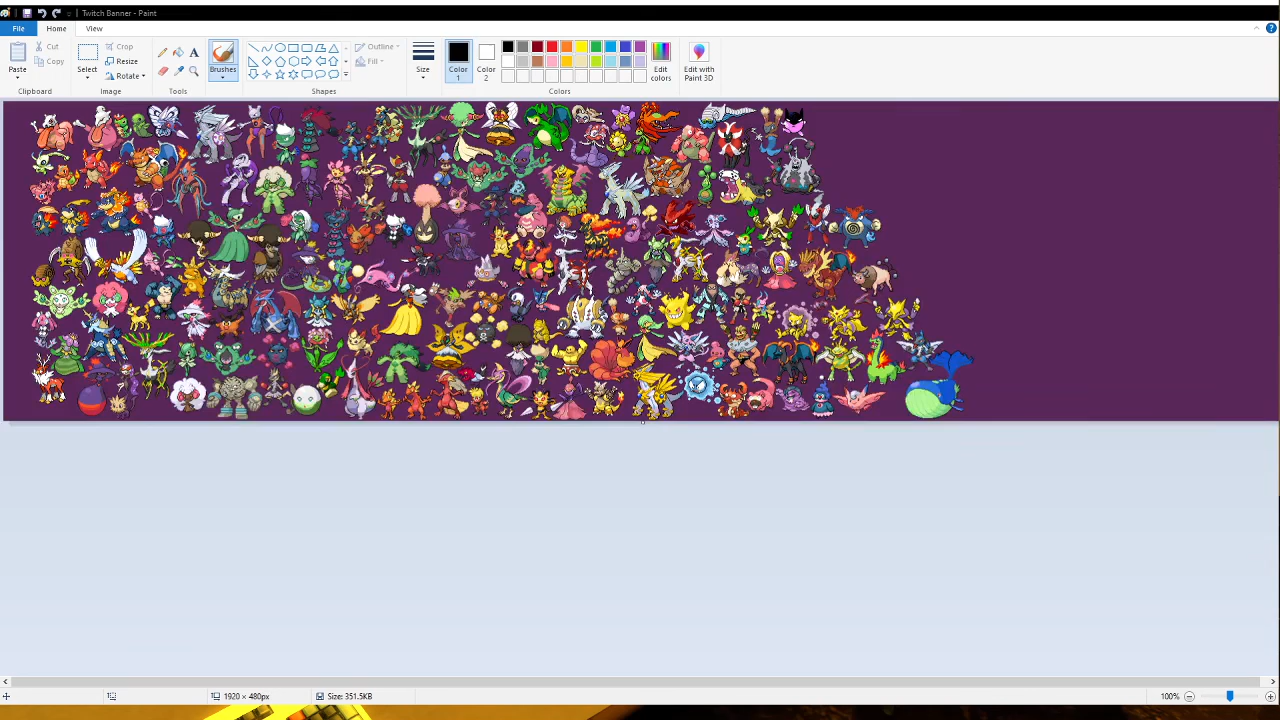 Twitch Banner - Paint
File Home View
Cut Crop Outline
Copy Resize Fill
Paste Select Rotate A Brushes Size Color 1 Color 2 Edit colors Edit with Paint 3D
Clipboard Image Tools Shapes Colors
1920 × 480px Size: 351.5KB 100%